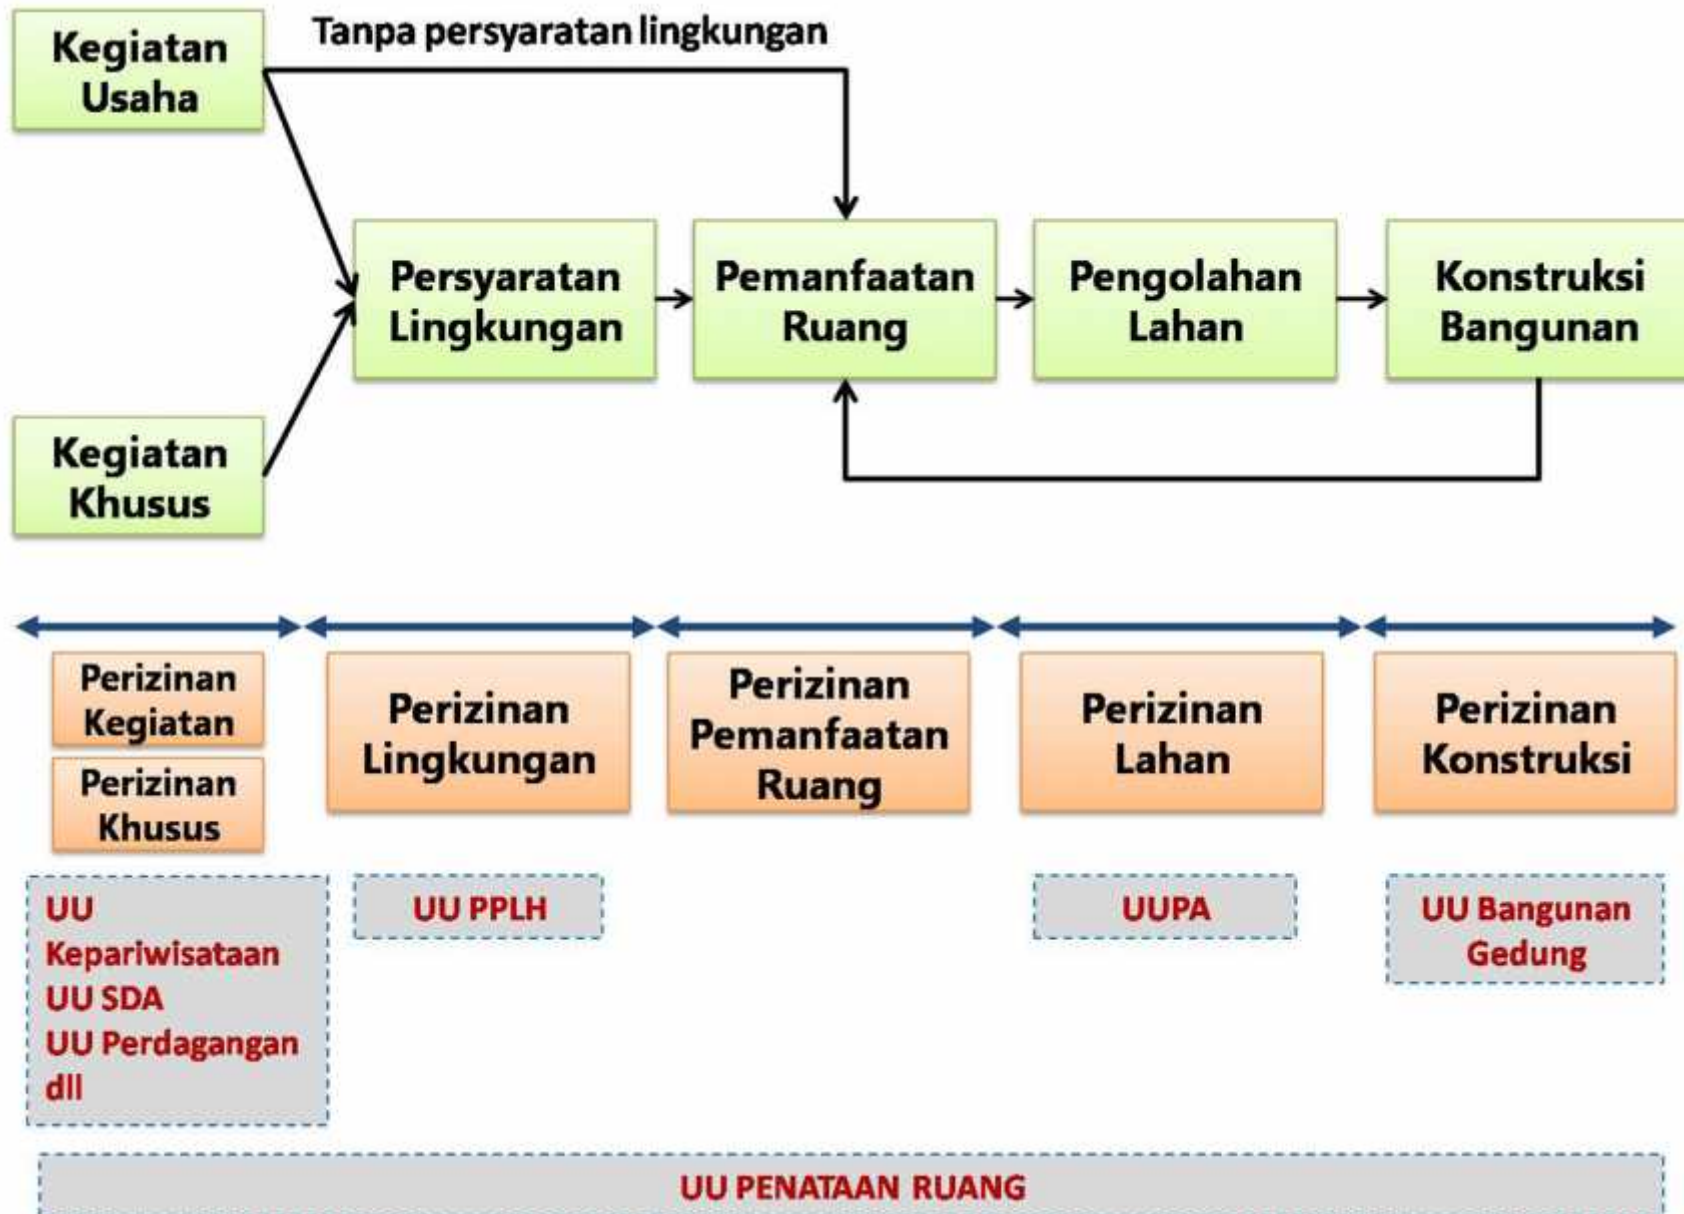 Kegiatan
Usaha
Tanpa persyaratan lingkungan
Persyaratan
Lingkungan
Pemanfaatan
Ruang
Pengolahan
Lahan
Konstruksi
Bangunan
Kegiatan
Khusus
Perizinan
Kegiatan
Perizinan
Khusus
Perizinan
Lingkungan
Perizinan
Pemanfaatan
Ruang
Perizinan
Lahan
Perizinan
Konstruksi
UU
Kepariwisataan
UU SDA
UU Perdagangan
dll
UU PPLH
UUPA
UU Bangunan
Gedung
UU PENATAAN RUANG